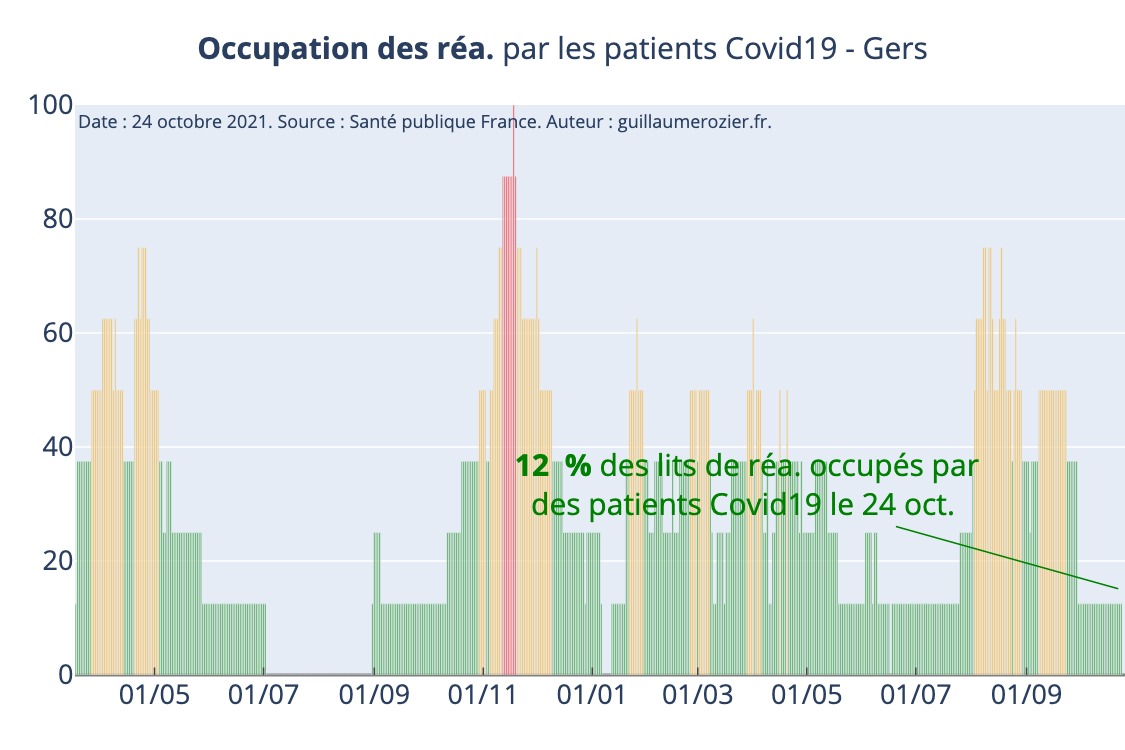 Occupation des réa. par les patients Covid19 - Gers
100
Date : 24 octobre 2021. Source : Santé publique France. Auteur : guillaumerozier.fr.
80
60
40
12 % des lits de réa. occupés par
des patients Covid19 le 24 oct.
20
0
01/05 01/07 01/09 01/11 01/01 01/03 01/05 01/07 01/09